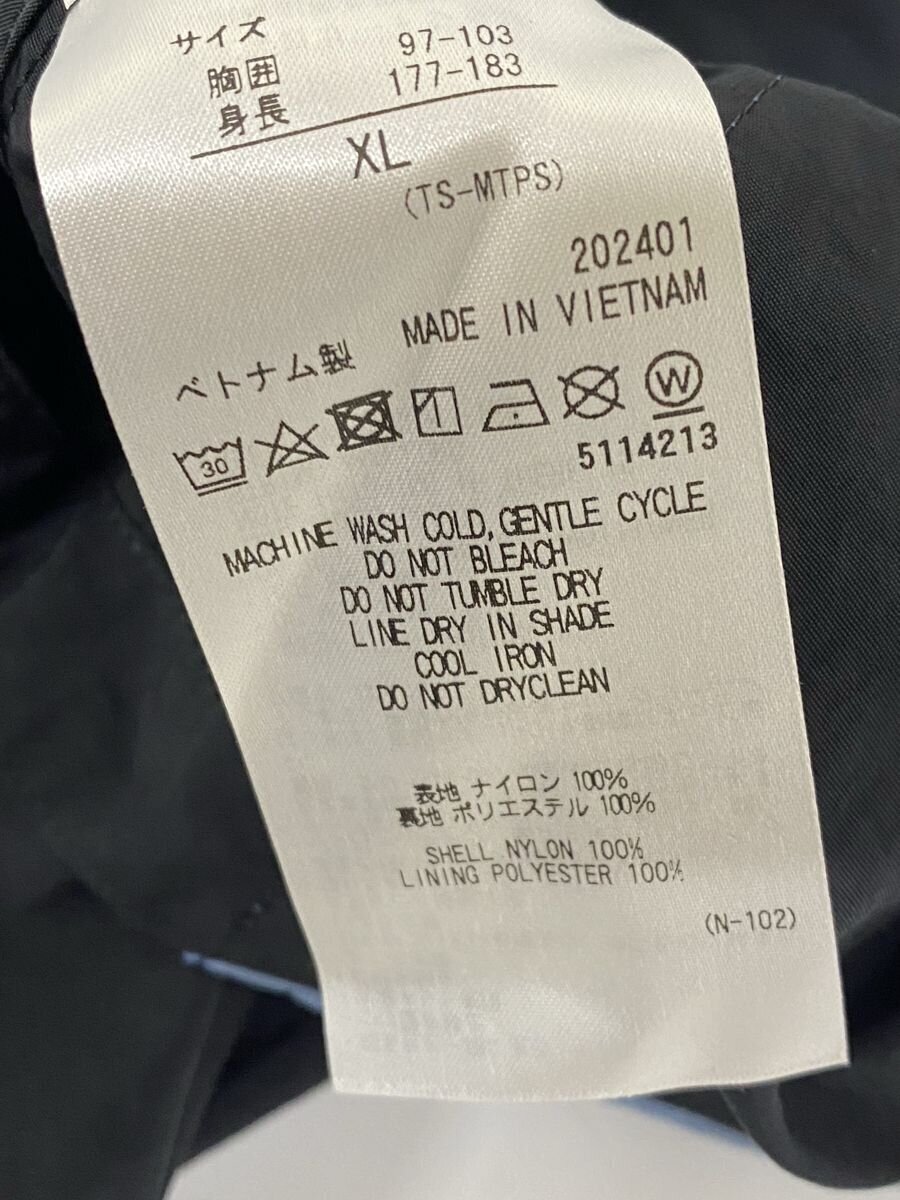 サイズ
胸囲 97-103
身長 177-183
XL
(TS-MTPS)
202401
ベトナム製 MADE IN VIETNAM
30 W
5114213
MACHINE WASH COLD, GENTLE CYCLE
DO NOT BLEACH
DO NOT TUMBLE DRY
LINE DRY IN SHADE
COOL IRON
DO NOT DRYCLEAN
表地 ナイロン 100%
裏地 ポリエステル 100%
SHELL NYLON 100%
LINING POLYESTER 100%
(N-102)